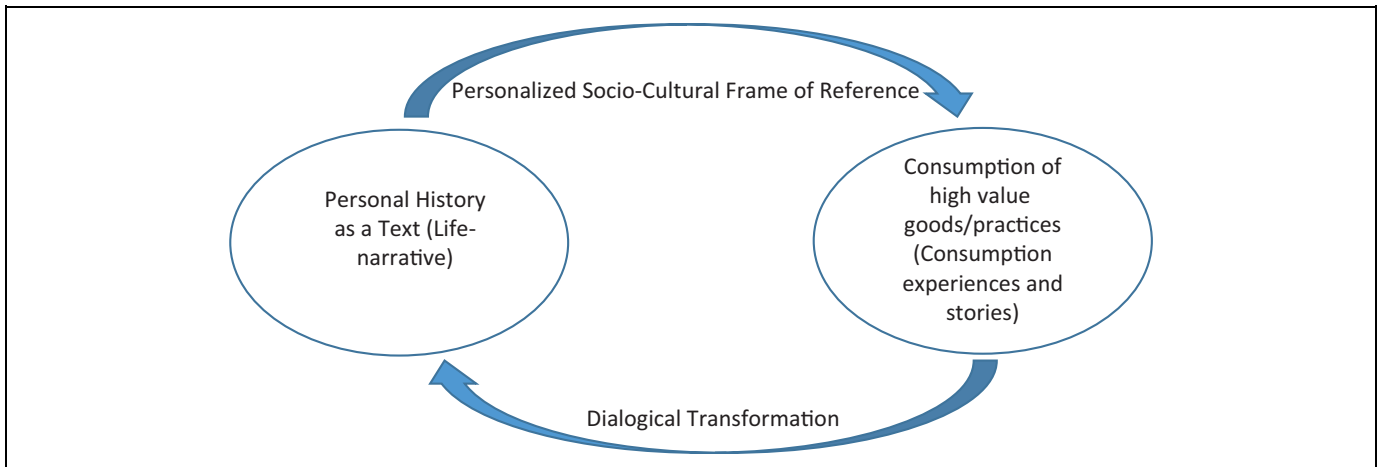 Personalized Socio-Cultural Frame of Reference
Personal History
as a Text (Life-
narrative)
Consumption of
high value
goods/practices
(Consumption
experiences and
stories)
Dialogical Transformation